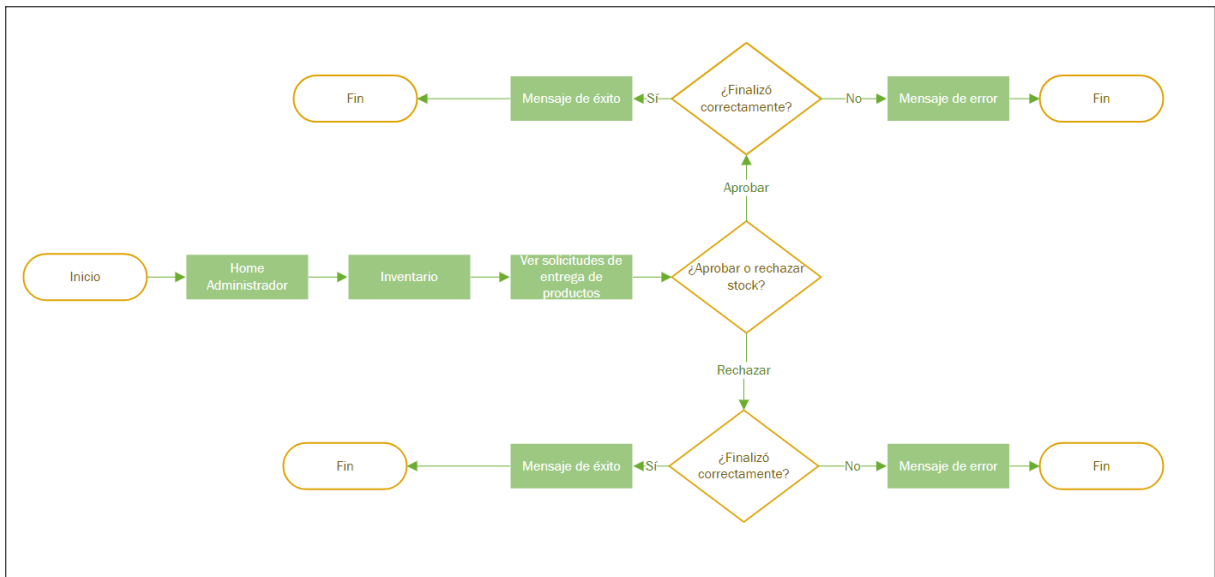 Fin
Mensaje de éxito
Sí
¿Finalizó
correctamente?
No
Mensaje de error
Fin
Aprobar
Inicio
Home
Administrador
Inventario
Ver solicitudes de
entrega de
productos
¿Aprobar o rechazar
stock?
Rechazar
Fin
Mensaje de éxito
Sí
¿Finalizó
correctamente?
No
Mensaje de error
Fin